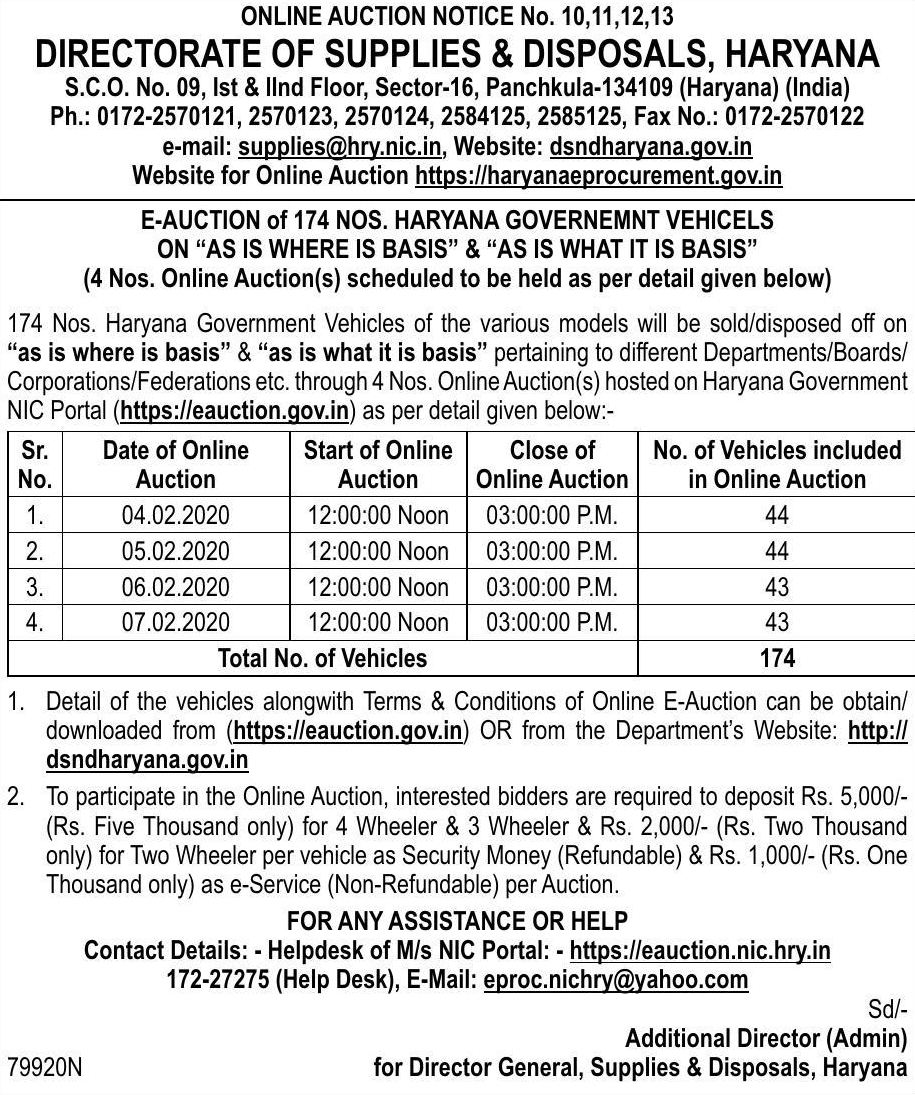 ONLINE AUCTION NOTICE No. 10,11,12,13
DIRECTORATE OF SUPPLIES & DISPOSALS, HARYANA
S.C.O. No. 09, Ist & IInd Floor, Sector-16, Panchkula-134109 (Haryana) (India)
Ph.: 0172-2570121, 2570123, 2570124, 2584125, 2585125, Fax No.: 0172-2570122
e-mail: supplies@hry.nic.in, Website: dsndharyana.gov.in
Website for Online Auction https://haryanaeprocurement.gov.in
E-AUCTION of 174 NOS. HARYANA GOVERNEMNT VEHICELS
ON “AS IS WHERE IS BASIS” & “AS IS WHAT IT IS BASIS”
(4 Nos. Online Auction(s) scheduled to be held as per detail given below)
174 Nos. Haryana Government Vehicles of the various models will be sold/disposed off on
“as is where is basis” & “as is what it is basis” pertaining to different Departments/Boards/
Corporations/Federations etc. through 4 Nos. Online Auction(s) hosted on Haryana Government
NIC Portal (https://eauction.gov.in) as per detail given below:-
Sr. No. Date of Online Auction Start of Online Auction Close of Online Auction No. of Vehicles included in Online Auction
1. 04.02.2020 12:00:00 Noon 03:00:00 P.M. 44
2. 05.02.2020 12:00:00 Noon 03:00:00 P.M. 44
3. 06.02.2020 12:00:00 Noon 03:00:00 P.M. 43
4. 07.02.2020 12:00:00 Noon 03:00:00 P.M. 43
Total No. of Vehicles 174
1. Detail of the vehicles alongwith Terms & Conditions of Online E-Auction can be obtain/
downloaded from (https://eauction.gov.in) OR from the Department’s Website: http://
dsndharyana.gov.in
2. To participate in the Online Auction, interested bidders are required to deposit Rs. 5,000/-
(Rs. Five Thousand only) for 4 Wheeler & 3 Wheeler & Rs. 2,000/- (Rs. Two Thousand
only) for Two Wheeler per vehicle as Security Money (Refundable) & Rs. 1,000/- (Rs. One
Thousand only) as e-Service (Non-Refundable) per Auction.
FOR ANY ASSISTANCE OR HELP
Contact Details: - Helpdesk of M/s NIC Portal: - https://eauction.nic.hry.in
172-27275 (Help Desk), E-Mail: eproc.nichry@yahoo.com
Sd/-
Additional Director (Admin)
79920N for Director General, Supplies & Disposals, Haryana